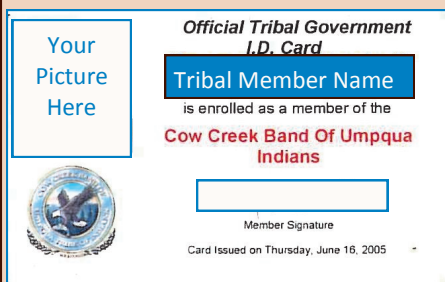 Your
Picture
Here
Official Tribal Government
I.D. Card
Tribal Member Name
is enrolled as a member of the
Cow Creek Band Of Umpqua
Indians
Member Signature
Card Issued on Thursday, June 16, 2005